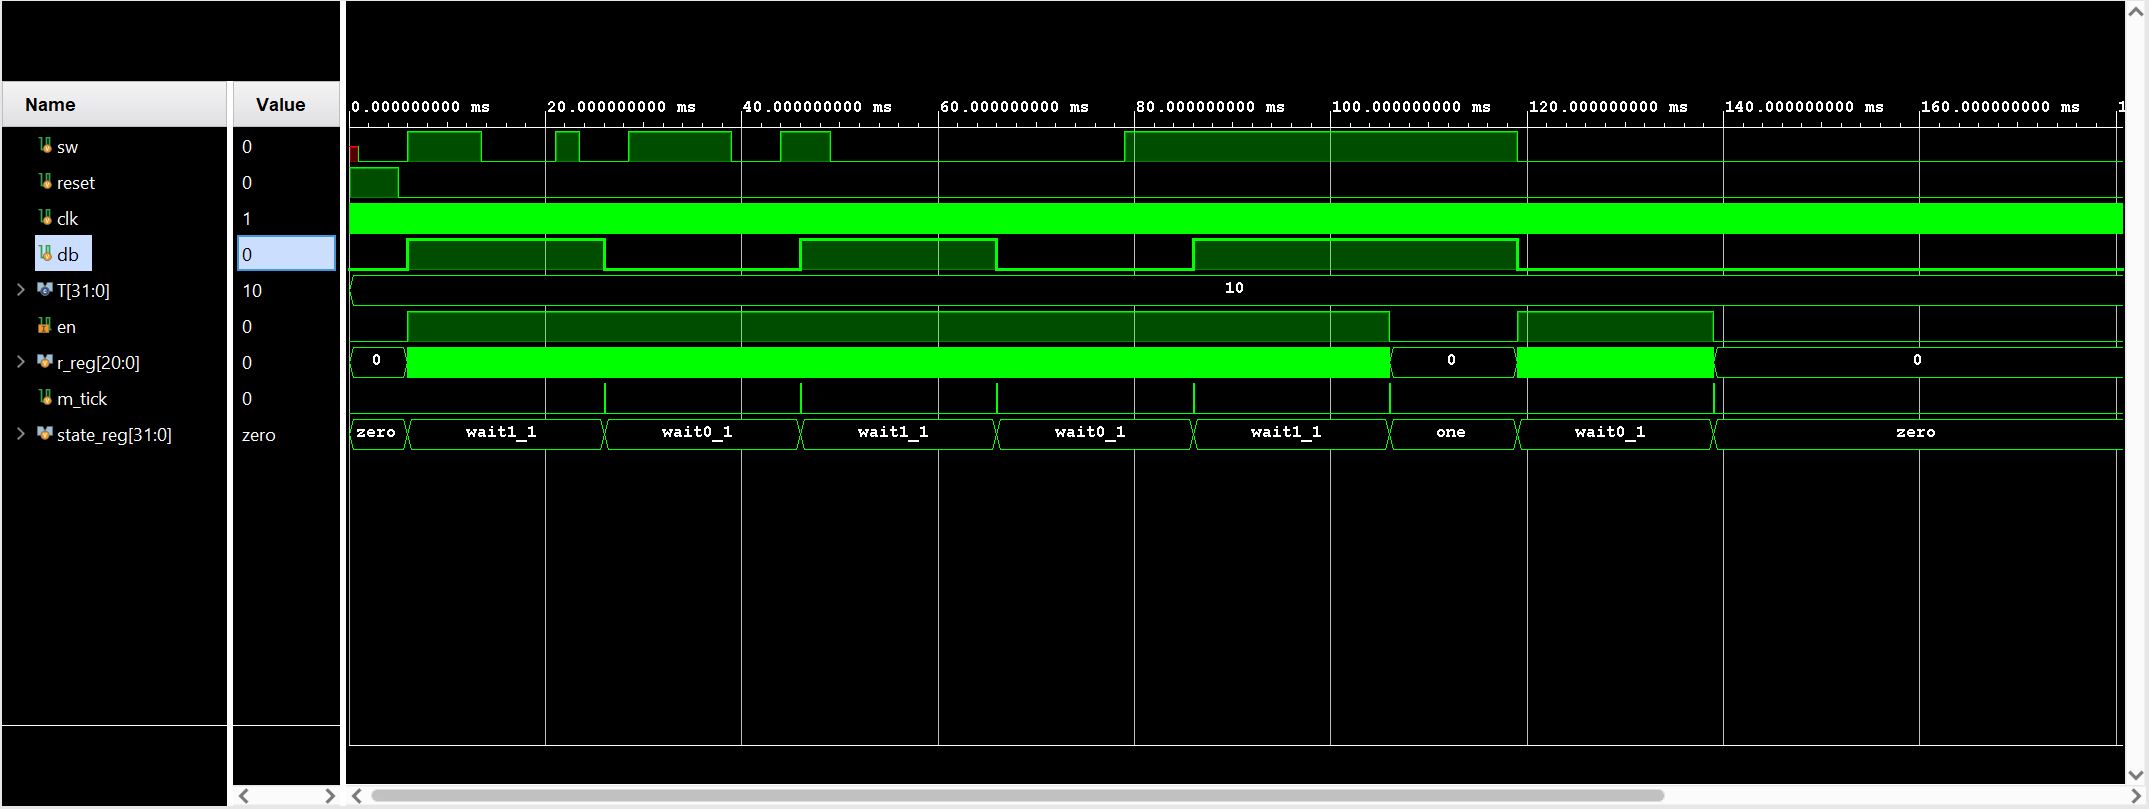 Name Value
0.000000000 ms 20.000000000 ms 40.000000000 ms 60.000000000 ms 80.000000000 ms 100.000000000 ms 120.000000000 ms 140.000000000 ms 160.000000000 ms 1
sw 0
reset 0
clk 1
db 0
T[31:0] 10 10
en 0
r_reg[20:0] 0 0 0 0
m_tick 0
state_reg[31:0] zero zero wait1_1 wait0_1 wait1_1 wait0_1 wait1_1 one wait0_1 zero